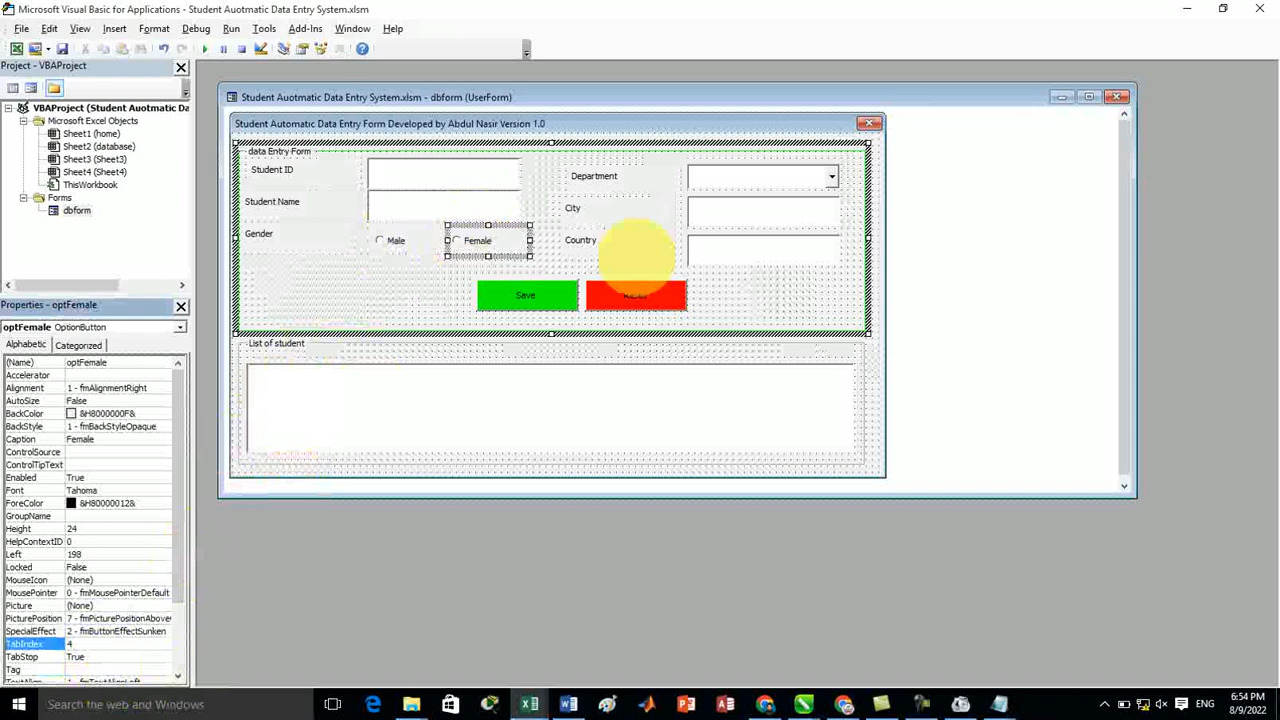 Microsoft Visual Basic for Applications - Student Auotmatic Data Entry System.xlsm
File Edit View Insert Format Debug Run Tools Add-Ins Window Help
Project - VBAProject
VBAProject (Student Auotmatic Da
Microsoft Excel Objects
Sheet1 (home)
Sheet2 (database)
Sheet3 (Sheet3)
Sheet4 (Sheet4)
ThisWorkbook
Forms
dbform
Properties - optFemale
optFemale OptionButton
Alphabetic Categorized
(Name) optFemale
Accelerator
Alignment 1 - fmAlignmentRight
AutoSize False
BackColor &H8000000F&
BackStyle 1 - fmBackStyleOpaque
Caption Female
ControlSource
ControlTipText
Enabled True
Font Tahoma
ForeColor &H80000012&
GroupName
Height 24
HelpContextID 0
Left 198
Locked False
MouseIcon (None)
MousePointer 0 - fmMousePointerDefault
Picture (None)
PicturePosition 7 - fmPicturePositionAbove
SpecialEffect 2 - fmButtonEffectSunken
TabIndex 4
TabStop True
Tag
Student Auotmatic Data Entry System.xlsm - dbform (UserForm)
Student Automatic Data Entry Form Developed by Abdul Nasir Version 1.0
data Entry Form
Student ID
Department
Student Name
City
Gender
Male
Female
Country
Save
List of student
Search the web and Windows
ENG
6:54 PM
8/9/2022